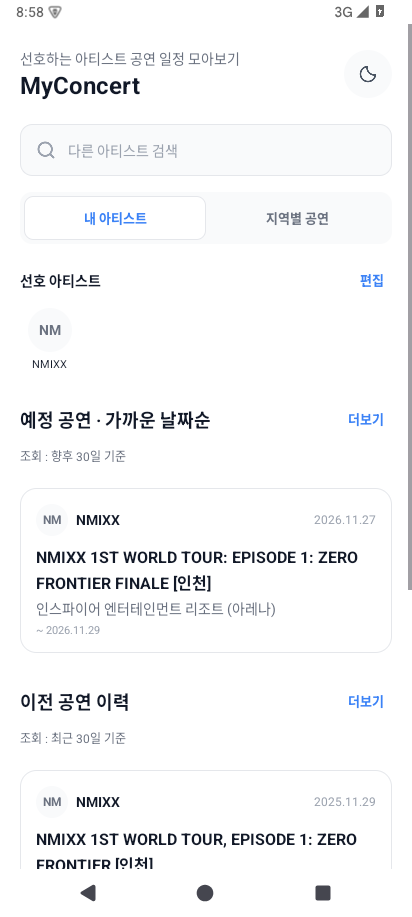 8:58
3G
선호하는 아티스트 공연 일정 모아보기
MyConcert
다른 아티스트 검색
내 아티스트
지역별 공연
선호 아티스트
편집
NM
NMIXX
예정 공연 · 가까운 날짜순
더보기
조회 : 향후 30일 기준
NM
NMIXX
2026.11.27
NMIXX 1ST WORLD TOUR: EPISODE 1: ZERO
FRONTIER FINALE [인천]
인스파이어 엔터테인먼트 리조트 (아레나)
~ 2026.11.29
이전 공연 이력
더보기
조회 : 최근 30일 기준
NM
NMIXX
2025.11.29
NMIXX 1ST WORLD TOUR, EPISODE 1: ZERO
FRONTIER [인천]